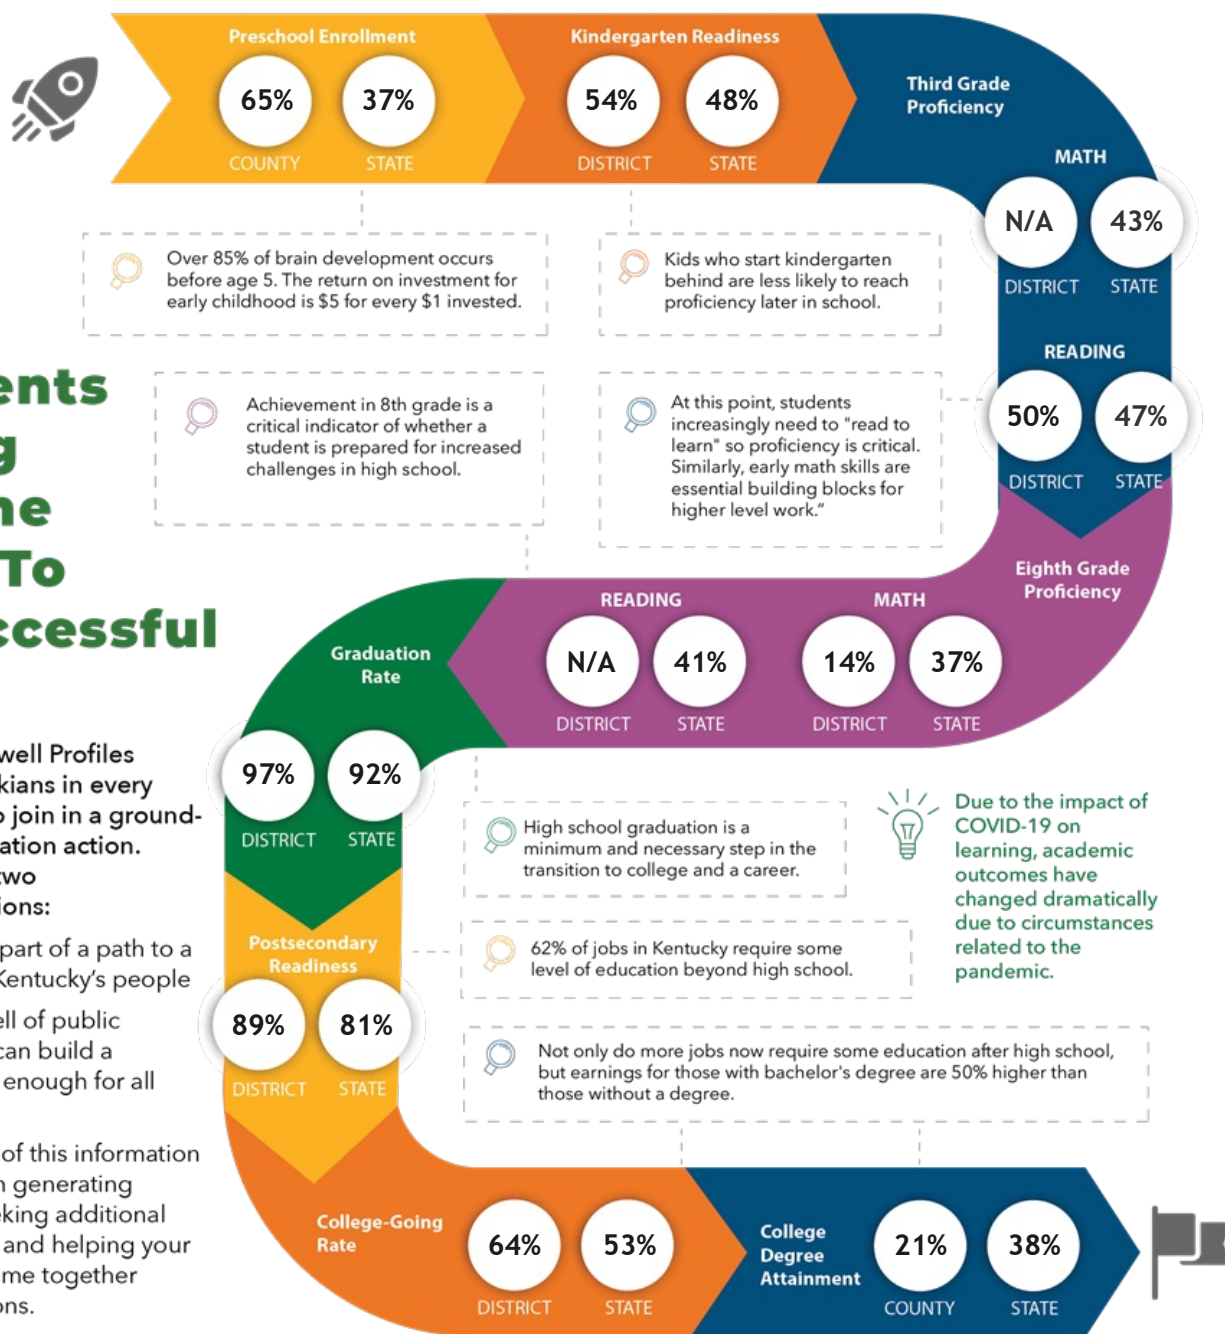 Preschool Enrollment
65% 37%
COUNTY STATE
Kindergarten Readiness
54% 48%
DISTRICT STATE
Third Grade
Proficiency
MATH
N/A 43%
DISTRICT STATE
READING
50% 47%
DISTRICT STATE
Over 85% of brain development occurs
before age 5. The return on investment for
early childhood is $5 for every $1 invested.
Kids who start kindergarten
behind are less likely to reach
proficiency later in school.
Achievement in 8th grade is a
critical indicator of whether a
student is prepared for increased
challenges in high school.
At this point, students
increasingly need to "read to
learn" so proficiency is critical.
Similarly, early math skills are
essential building blocks for
higher level work.”
Eighth Grade
Proficiency
READING
N/A 41%
DISTRICT STATE
MATH
14% 37%
DISTRICT STATE
Graduation
Rate
97% 92%
DISTRICT STATE
High school graduation is a
minimum and necessary step in the
transition to college and a career.
Due to the impact of
COVID-19 on
learning, academic
outcomes have
changed dramatically
due to circumstances
related to the
pandemic.
Postsecondary
Readiness
89% 81%
DISTRICT STATE
62% of jobs in Kentucky require some
level of education beyond high school.
Not only do more jobs now require some education after high school,
but earnings for those with bachelor's degree are 50% higher than
those without a degree.
College-Going
Rate
64% 53%
DISTRICT STATE
College
Degree
Attainment
21% 38%
COUNTY STATE
ents
g
ne
To
ccessful
well Profiles
kians in every
o join in a ground-
ation action.
two
ions:
part of a path to a
Kentucky’s people
ell of public
can build a
enough for all
of this information
n generating
eking additional
and helping your
me together
ons.